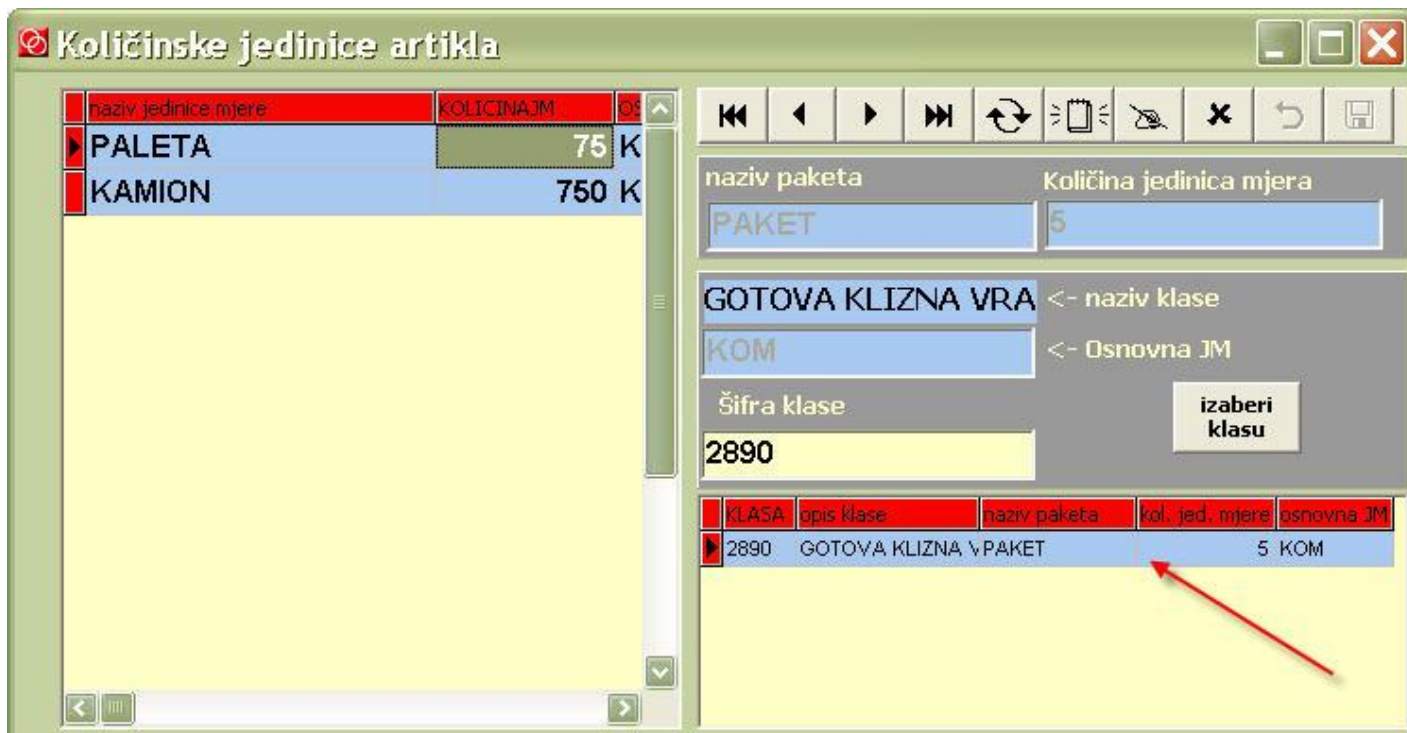 Količinske jedinice artikla
naziv jedinice mjere KOLICINAJM OS
PALETA 75 K
KAMION 750 K
naziv paketa Količina jedinica mjera
PAKET 5
GOTOVA KLIZNA VRA <- naziv klase
KOM <- Osnovna JM
Šifra klase
izaberi
klasu
2890
KLASA opis klase naziv paketa kol. jed. mjere osnovna JM
2890 GOTOVA KLIZNA V PAKET 5 KOM